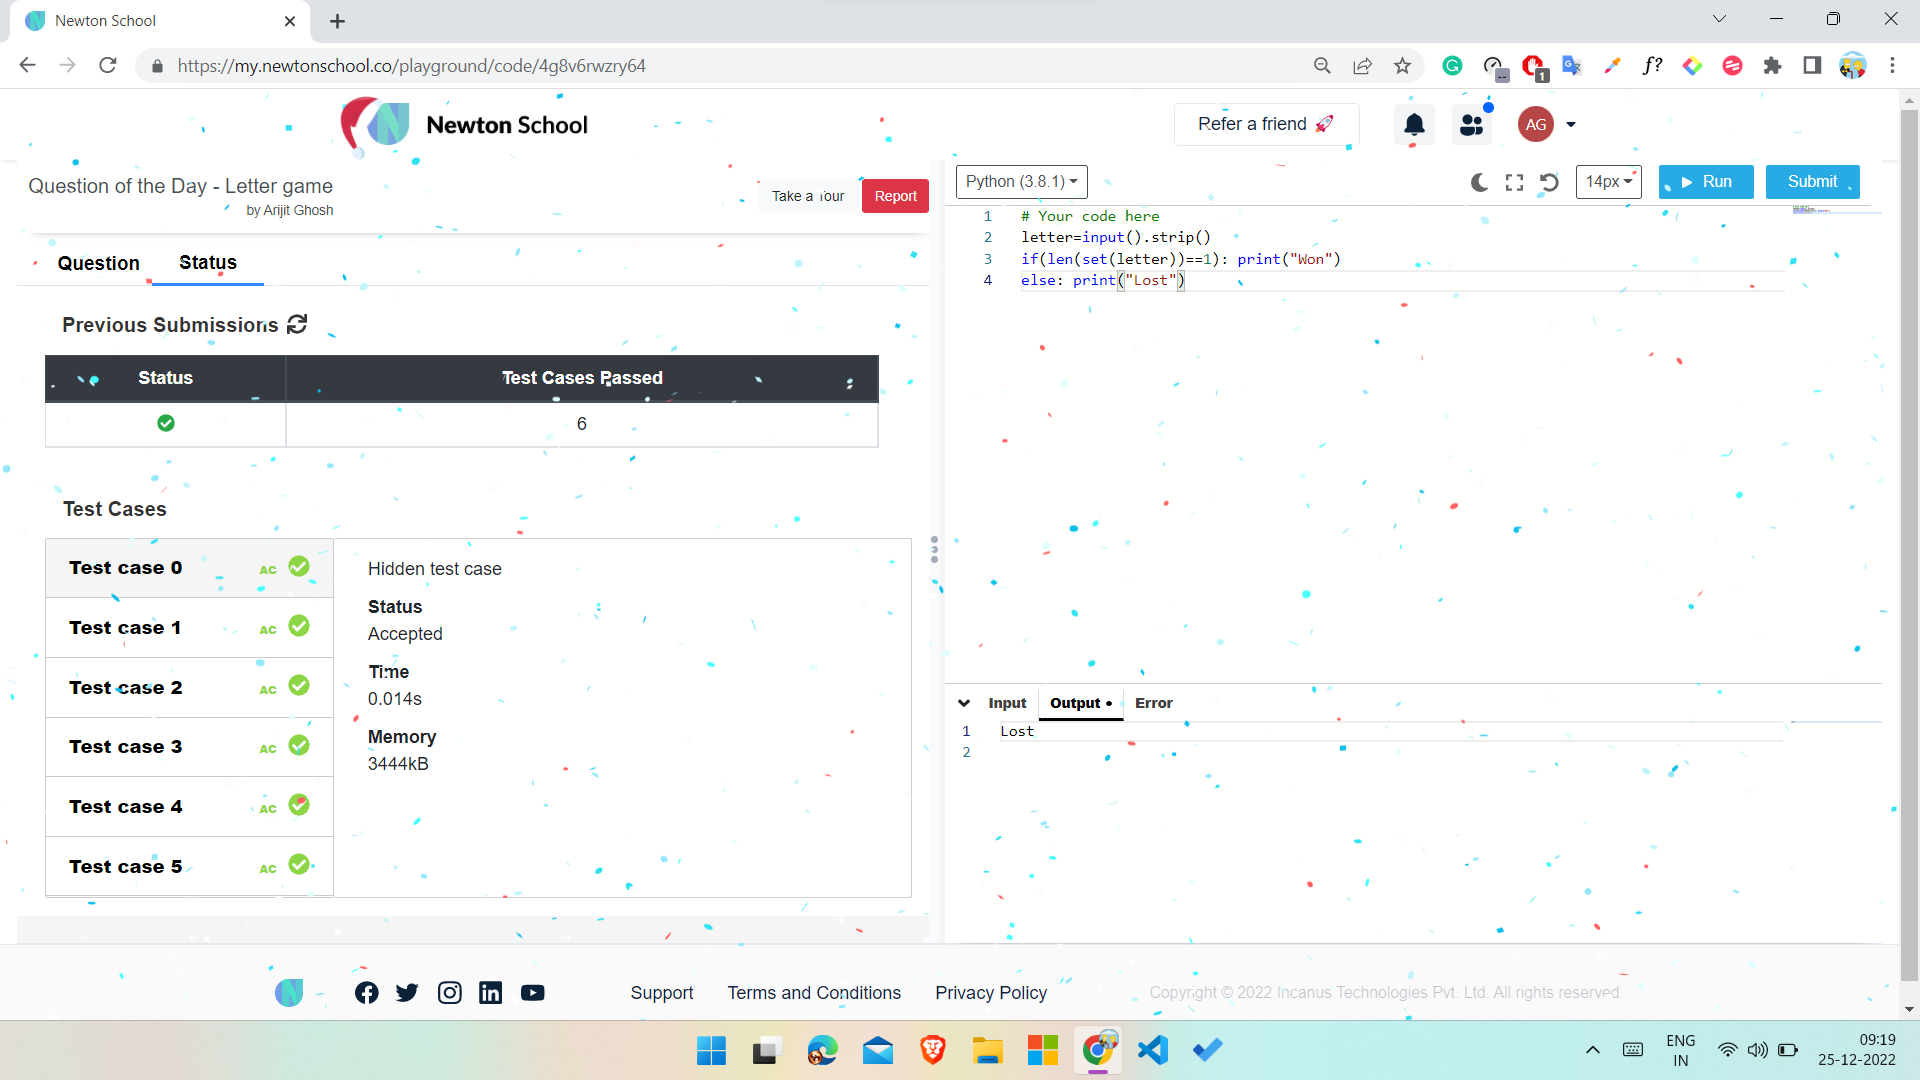 Newton School
https://my.newtonschool.co/playground/code/4g8v6rwzry64
1
Newton School
Refer a friend 🚀
AG
Question of the Day - Letter game
by Arijit Ghosh
Take a Tour
Report
Python (3.8.1)
14px
Run
Submit
Question
Status
1 # Your code here
2 letter=input().strip()
3 if(len(set(letter))==1): print("Won")
4 else: print("Lost")
Previous Submissions
Status Test Cases Passed
6
Test Cases
Test case 0 AC
Test case 1 AC
Test case 2 AC
Test case 3 AC
Test case 4 AC
Test case 5 AC
Hidden test case
Status
Accepted
Time
0.014s
Memory
3444kB
Input Output • Error
1 Lost
2
Support
Terms and Conditions
Privacy Policy
Copyright © 2022 Incanus Technologies Pvt. Ltd. All rights reserved.
ENG
IN
09:19
25-12-2022